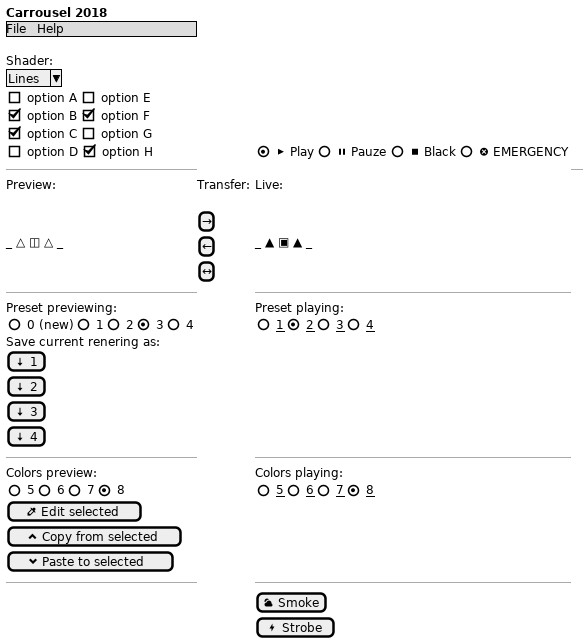 Carrousel 2018
File Help
Shader:
Lines ▼
option A option E
option B option F
option C option G
option D option H
Play Pauze Black EMERGENCY
Preview: Transfer: Live:
→
_ △ ◫ △ _ ← _ ▲ ▣ ▲ _
↔
Preset previewing: Preset playing:
0 (new) 1 2 3 4 1 2 3 4
Save current renering as:
↓ 1
↓ 2
↓ 3
↓ 4
Colors preview: Colors playing:
5 6 7 8 5 6 7 8
Edit selected
Copy from selected
Paste to selected
Smoke
Strobe